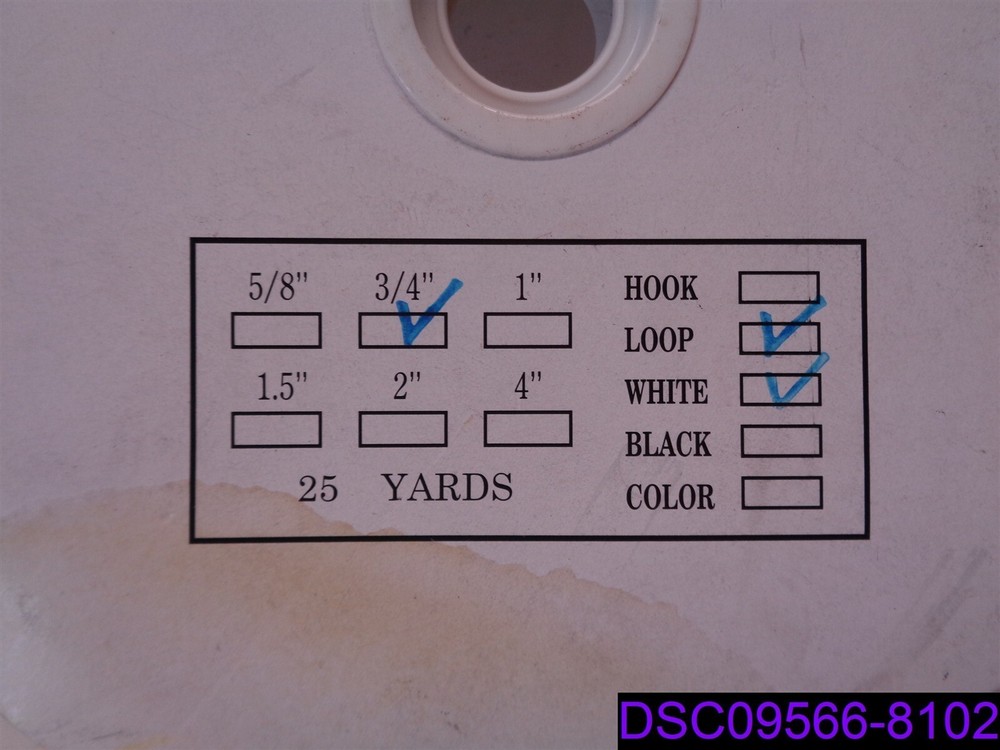 5/8" 3/4" 1"
1.5" 2" 4"
25 YARDS
HOOK
LOOP
WHITE
BLACK
COLOR
DSC09566-8102